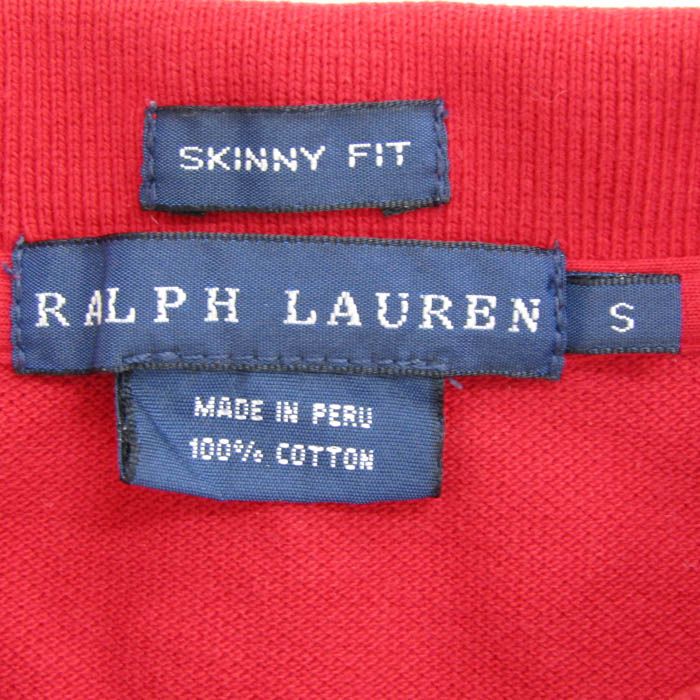 SKINNY FIT
RALPH LAUREN
S
MADE IN PERU
100% COTTON